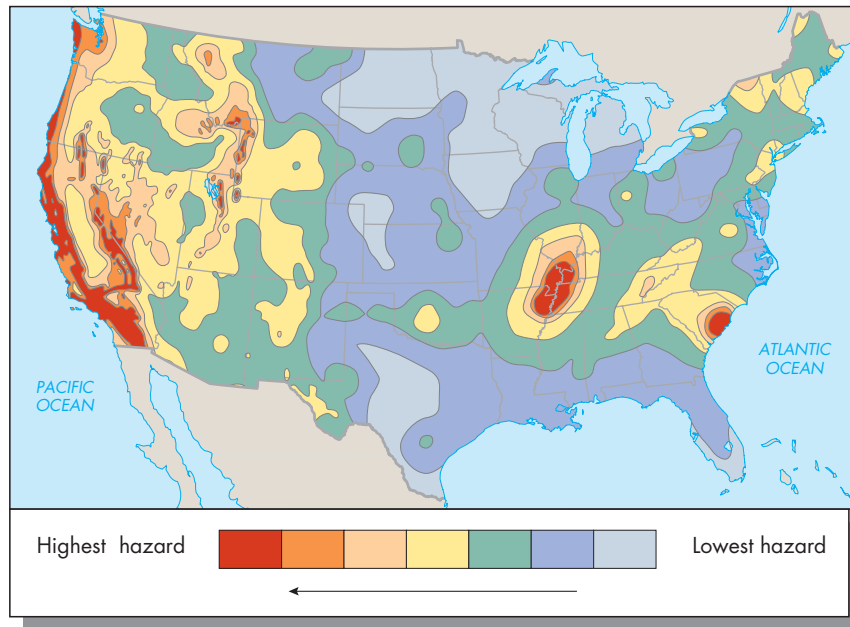 PACIFIC
OCEAN
ATLANTIC
OCEAN
Highest hazard
Lowest hazard